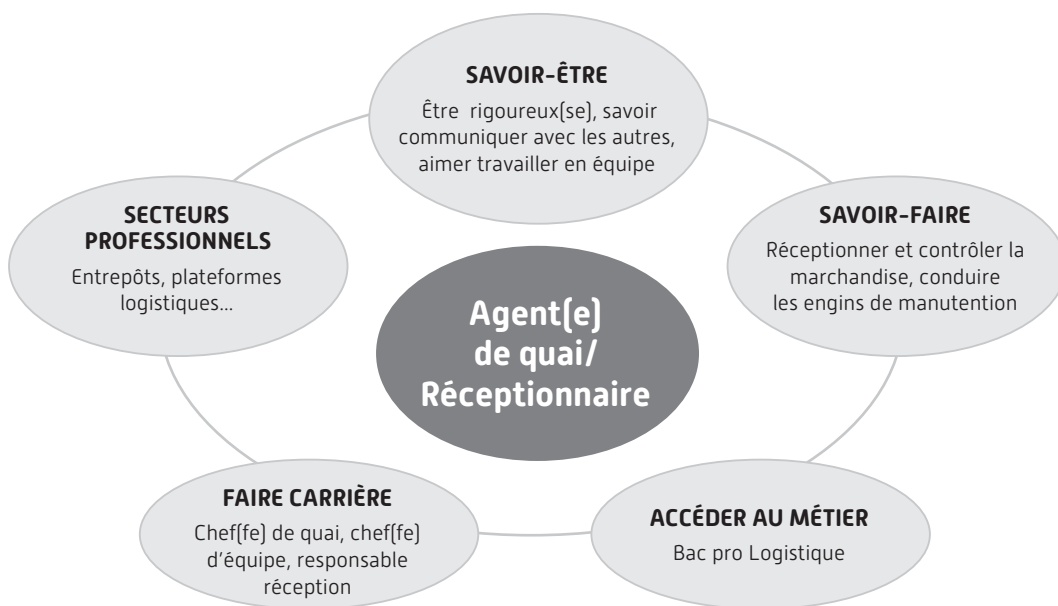 SAVOIR-ÊTRE
Être rigoureux(se), savoir
communiquer avec les autres,
aimer travailler en équipe
SECTEURS
PROFESSIONNELS
Entrepôts, plateformes
logistiques...
SAVOIR-FAIRE
Réceptionner et contrôler la
marchandise, conduire
les engins de manutention
Agent(e)
de quai/
Réceptionnaire
FAIRE CARRIÈRE
Chef(fe) de quai, chef(fe)
d'équipe, responsable
réception
ACCÉDER AU MÉTIER
Bac pro Logistique